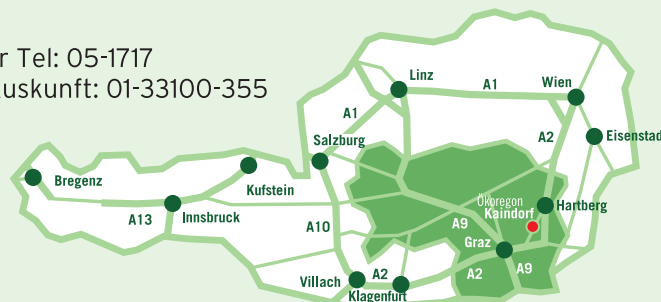 r Tel: 05-1717
uskunft: 01-33100-355
Linz
A1
Wien
A1
A2
Eisenstad
Salzburg
Bregenz
Kufstein
Ökoregon
Kaindorf
Hartberg
A13
Innsbruck
A10
A9
Graz
Villach
A2
A2
A9
Klagenfurt